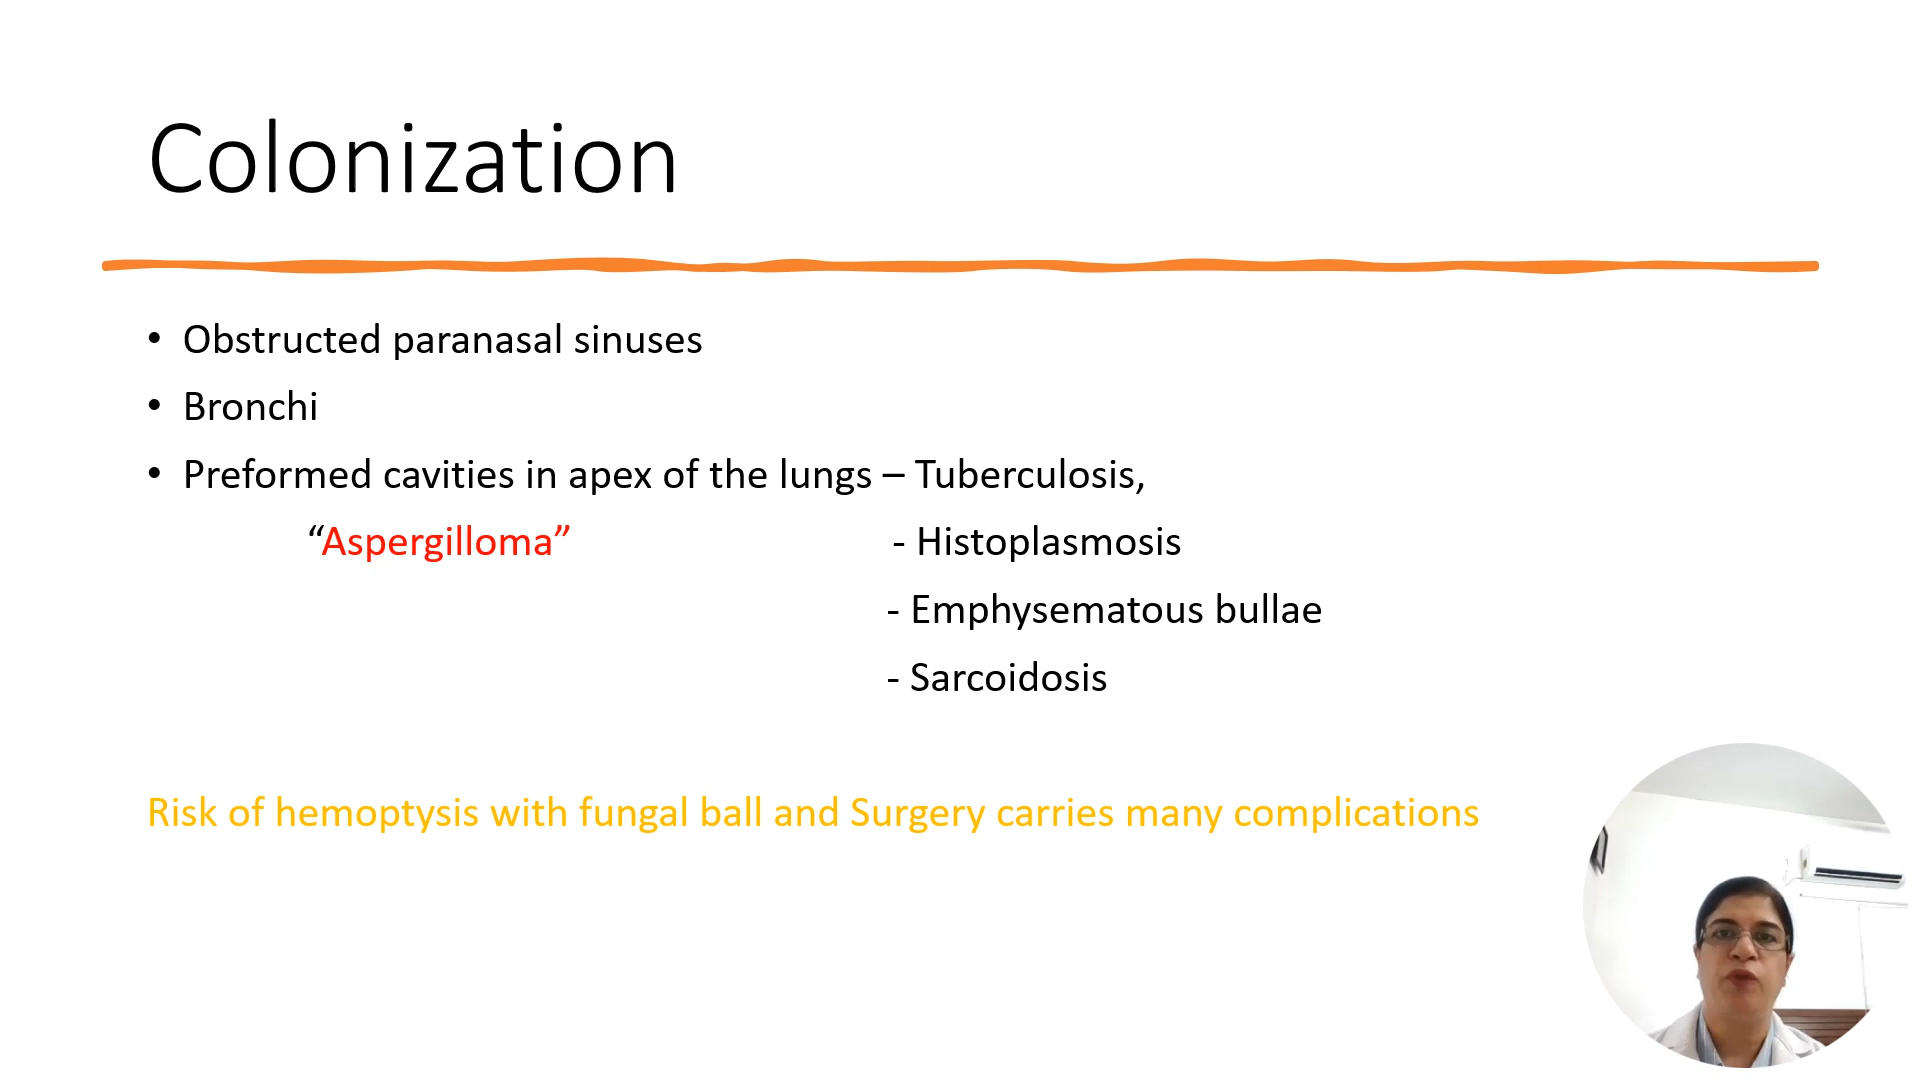 Colonization
• Obstructed paranasal sinuses
• Bronchi
• Preformed cavities in apex of the lungs – Tuberculosis,
“Aspergilloma” - Histoplasmosis
- Emphysematous bullae
- Sarcoidosis
Risk of hemoptysis with fungal ball and Surgery carries many complications